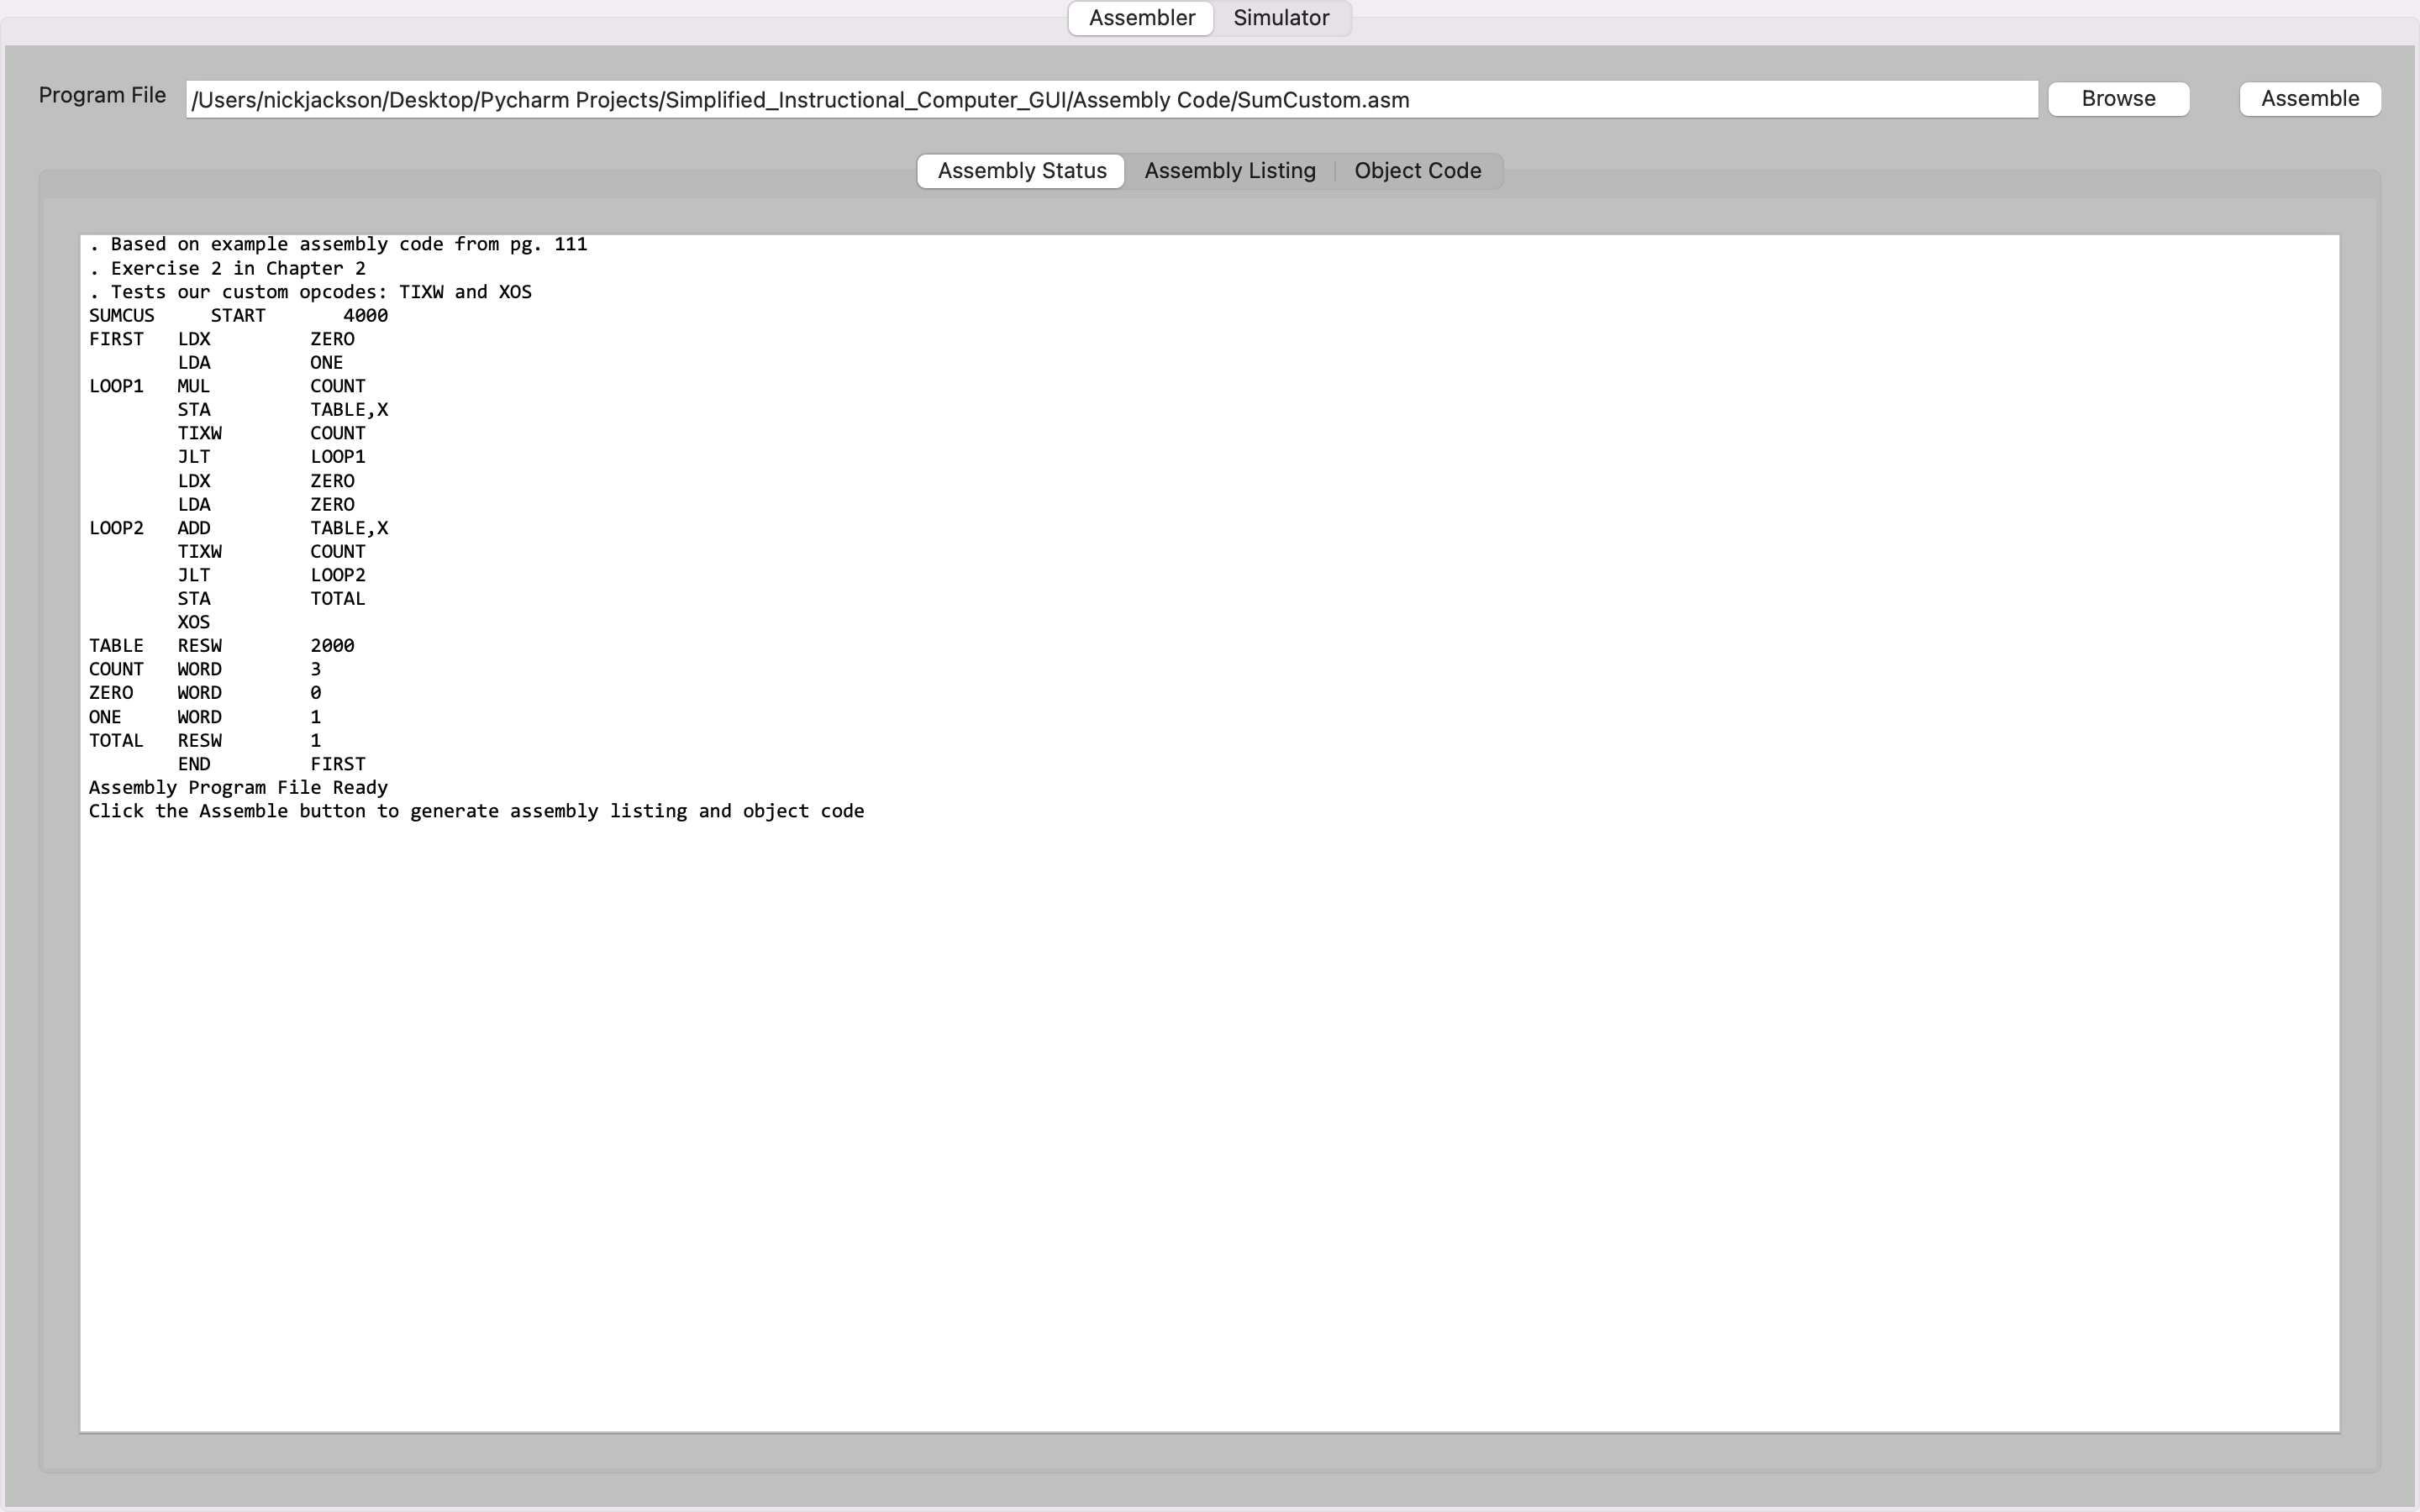 Assembler Simulator
Program File /Users/nickjackson/Desktop/Pycharm Projects/Simplified_Instructional_Computer_GUI/Assembly Code/SumCustom.asm Browse Assemble
Assembly Status Assembly Listing Object Code
. Based on example assembly code from pg. 111
. Exercise 2 in Chapter 2
. Tests our custom opcodes: TIXW and XOS
SUMCUS     START       4000
FIRST   LDX         ZERO
        LDA         ONE
LOOP1   MUL         COUNT
        STA         TABLE,X
        TIXW        COUNT
        JLT         LOOP1
        LDX         ZERO
        LDA         ZERO
LOOP2   ADD         TABLE,X
        TIXW        COUNT
        JLT         LOOP2
        STA         TOTAL
        XOS
TABLE   RESW        2000
COUNT   WORD        3
ZERO    WORD        0
ONE     WORD        1
TOTAL   RESW        1
        END         FIRST
Assembly Program File Ready
Click the Assemble button to generate assembly listing and object code